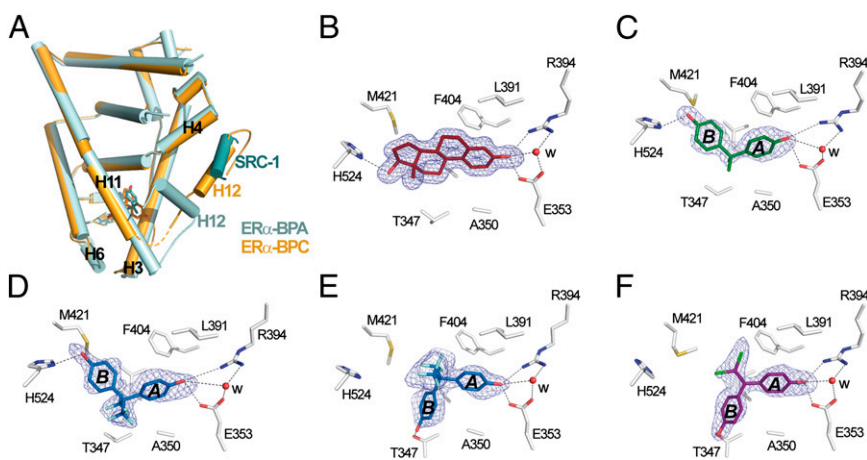 A
H4
SRC-1
H11
H12
H12
ERα-BPA
ERα-BPC
H6
H3
B
R394
M421
F404
L391
H524
W
T347
A350
E353
C
R394
M421
F404
L391
B
A
W
H524
T347
A350
E353
D
M421
F404
L391
R394
B
A
W
H524
T347
A350
E353
E
R394
M421
F404
L391
A
W
H524
B
T347
A350
E353
F
R394
M421
F404
L391
A
W
H524
B
T347
A350
E353